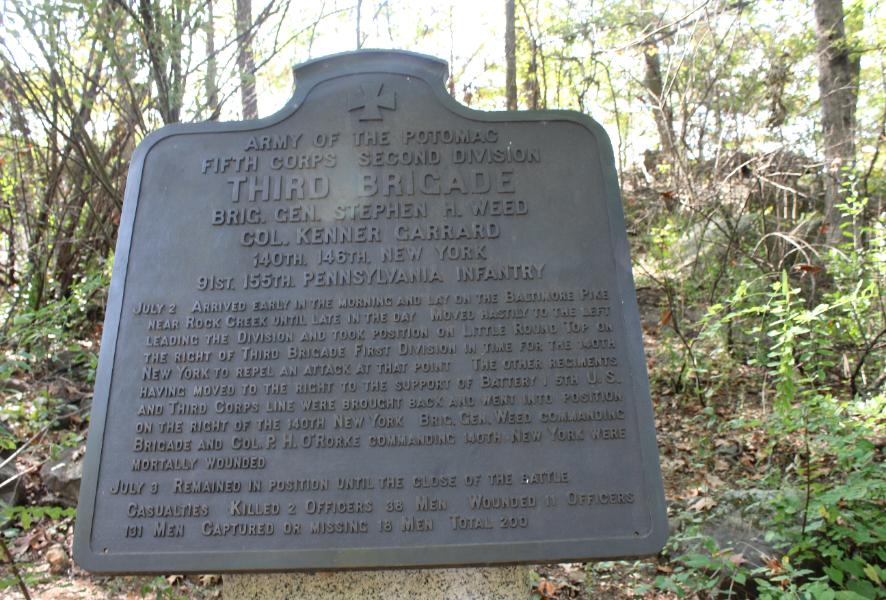 ARMY OF THE POTOMAC
FIFTH CORPS SECOND DIVISION
THIRD BRIGADE
BRIG. GEN. STEPHEN H. WEED
COL. KENNER GARRARD
140TH. 146TH. NEW YORK
91ST. 155TH. PENNSYLVANIA INFANTRY
JULY 2 ARRIVED EARLY IN THE MORNING AND LAY ON THE BALTIMORE PIKE
NEAR ROCK CREEK UNTIL LATE IN THE DAY MOVED HASTILY TO THE LEFT
LEADING THE DIVISION AND TOOK POSITION ON LITTLE ROUND TOP ON
THE RIGHT OF THIRD BRIGADE FIRST DIVISION IN TIME FOR THE 140TH
NEW YORK TO REPEL AN ATTACK AT THAT POINT THE OTHER REGIMENTS
HAVING MOVED TO THE RIGHT TO THE SUPPORT OF BATTERY I 5TH U.S.
AND THIRD CORPS LINE WERE BROUGHT BACK AND WENT INTO POSITION
ON THE RIGHT OF THE 140TH NEW YORK BRIG. GEN. WEED COMMANDING
BRIGADE AND COL. P. H. O'RORKE COMMANDING 140TH NEW YORK WERE
MORTALLY WOUNDED
JULY 3 REMAINED IN POSITION UNTIL THE CLOSE OF THE BATTLE
CASUALTIES KILLED 2 OFFICERS 38 MEN WOUNDED 11 OFFICERS
131 MEN CAPTURED OR MISSING 18 MEN TOTAL 200